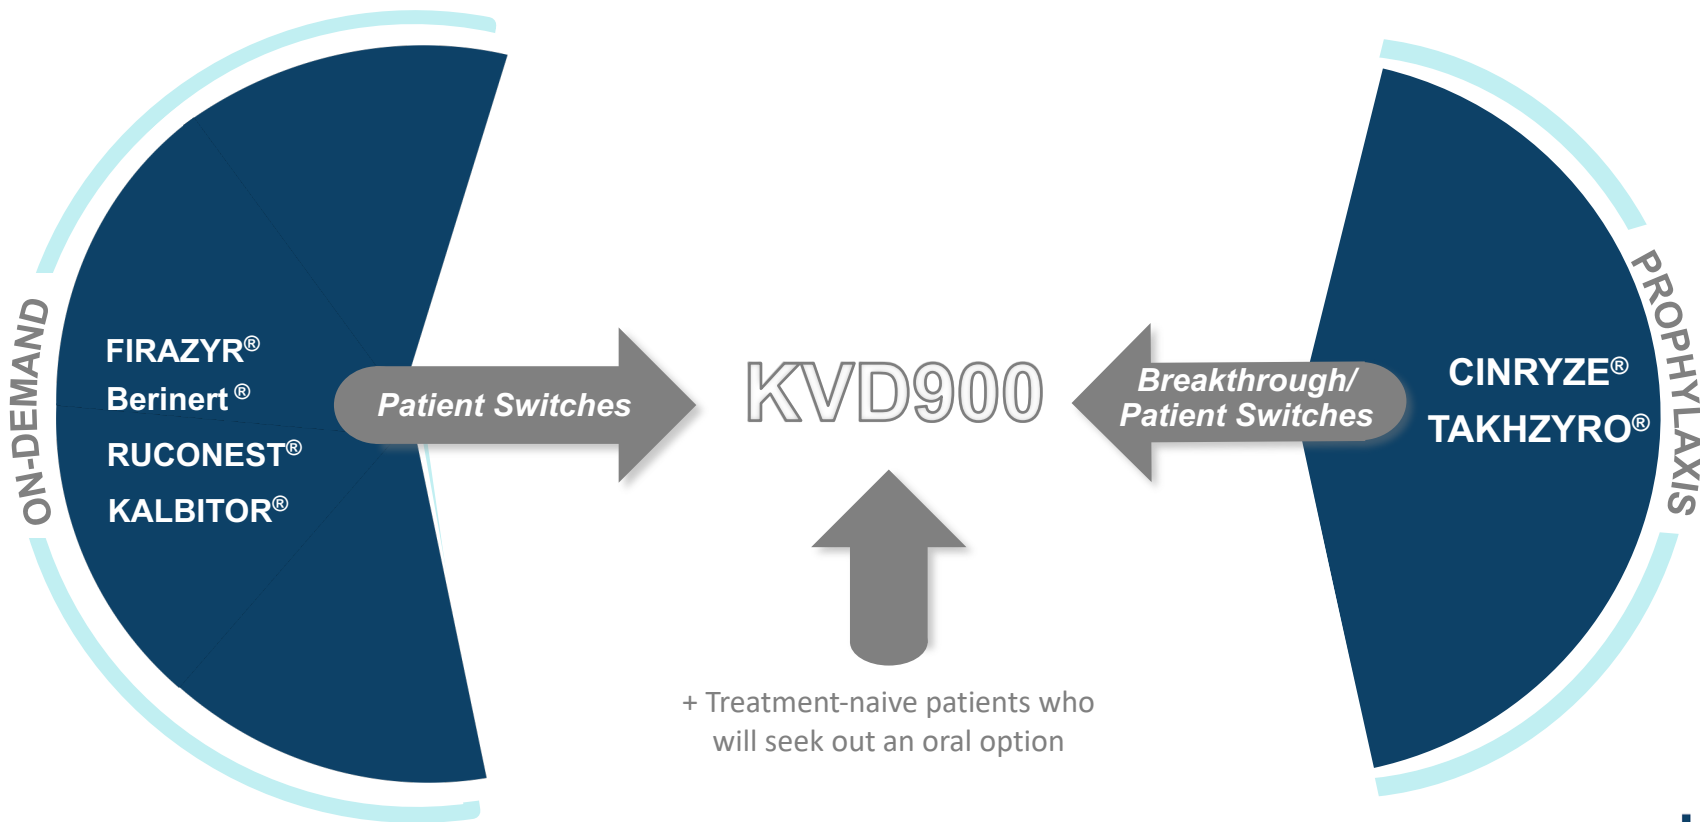 ON-DEMAND
FIRAZYR®
Berinert ®
RUCONEST®
KALBITOR®
Patient Switches
KVD900
Breakthrough/
Patient Switches
CINRYZE®
TAKHZYRO®
PROPHYLAXIS
+ Treatment-naive patients who
will seek out an oral option